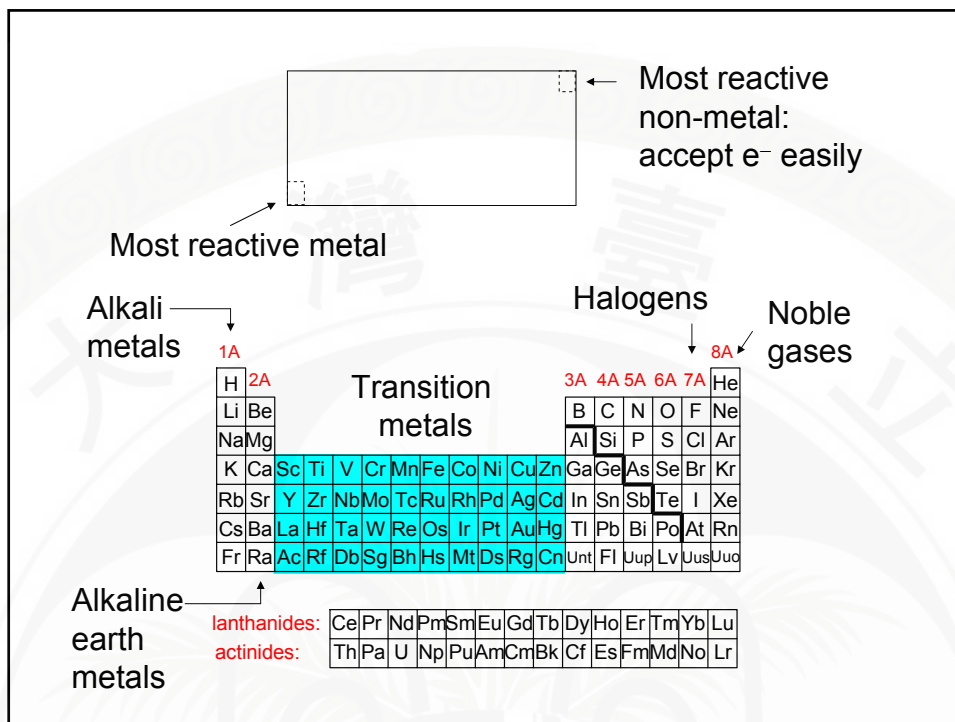 Most reactive
non-metal:
accept e⁻ easily
Most reactive metal
灣 臺
大 立
Alkali
metals
Halogens
Noble
gases
1A 8A
2A 3A 4A 5A 6A 7A
Transition
metals
H He
Li Be B C N O F Ne
Na Mg Al Si P S Cl Ar
K Ca Sc Ti V Cr Mn Fe Co Ni Cu Zn Ga Ge As Se Br Kr
Rb Sr Y Zr Nb Mo Tc Ru Rh Pd Ag Cd In Sn Sb Te I Xe
Cs Ba La Hf Ta W Re Os Ir Pt Au Hg Tl Pb Bi Po At Rn
Fr Ra Ac Rf Db Sg Bh Hs Mt Ds Rg Cn Unt Fl Uup Lv Uus Uuo
Alkaline
earth
metals
lanthanides: Ce Pr Nd Pm Sm Eu Gd Tb Dy Ho Er Tm Yb Lu
actinides: Th Pa U Np Pu Am Cm Bk Cf Es Fm Md No Lr